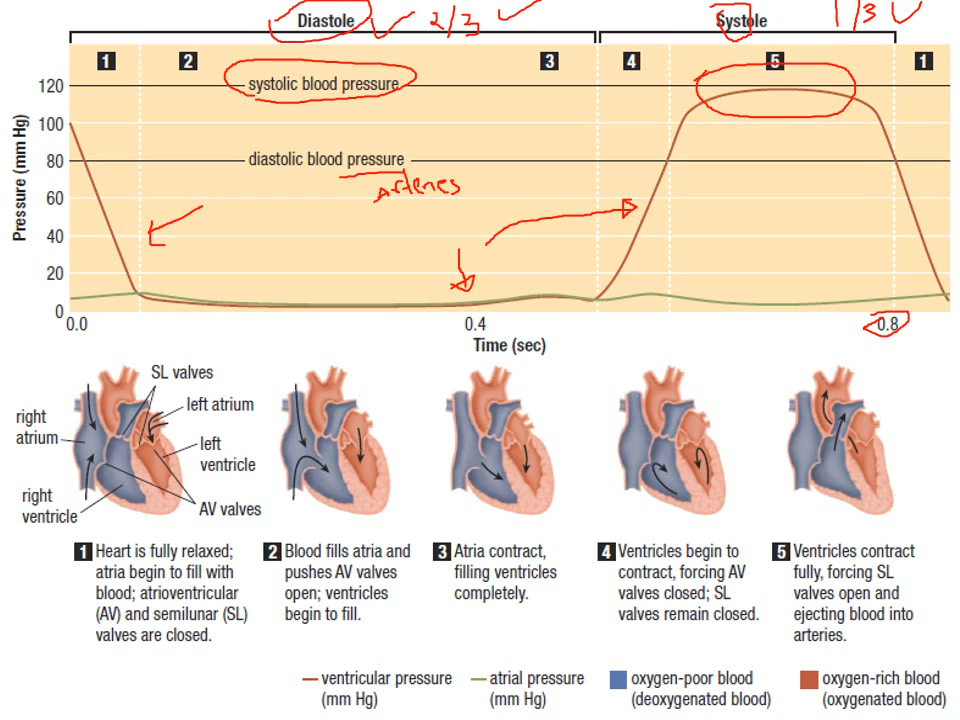 Diastole 2/3 Systole 1/3
1 2 3 4 5 1
120 systolic blood pressure
100
80 diastolic blood pressure
Arteries
60
40
20
0
Pressure (mm Hg)
0.0 0.4 0.8
Time (sec)
SL valves
right
atrium
left atrium
left
ventricle
right
ventricle
AV valves
1 Heart is fully relaxed;
atria begin to fill with
blood; atrioventricular
(AV) and semilunar (SL)
valves are closed.
2 Blood fills atria and
pushes AV valves
open; ventricles
begin to fill.
3 Atria contract,
filling ventricles
completely.
4 Ventricles begin to
contract, forcing AV
valves closed; SL
valves remain closed.
5 Ventricles contract
fully, forcing SL
valves open and
ejecting blood into
arteries.
ventricular pressure
(mm Hg)
atrial pressure
(mm Hg)
oxygen-poor blood
(deoxygenated blood)
oxygen-rich blood
(oxygenated blood)